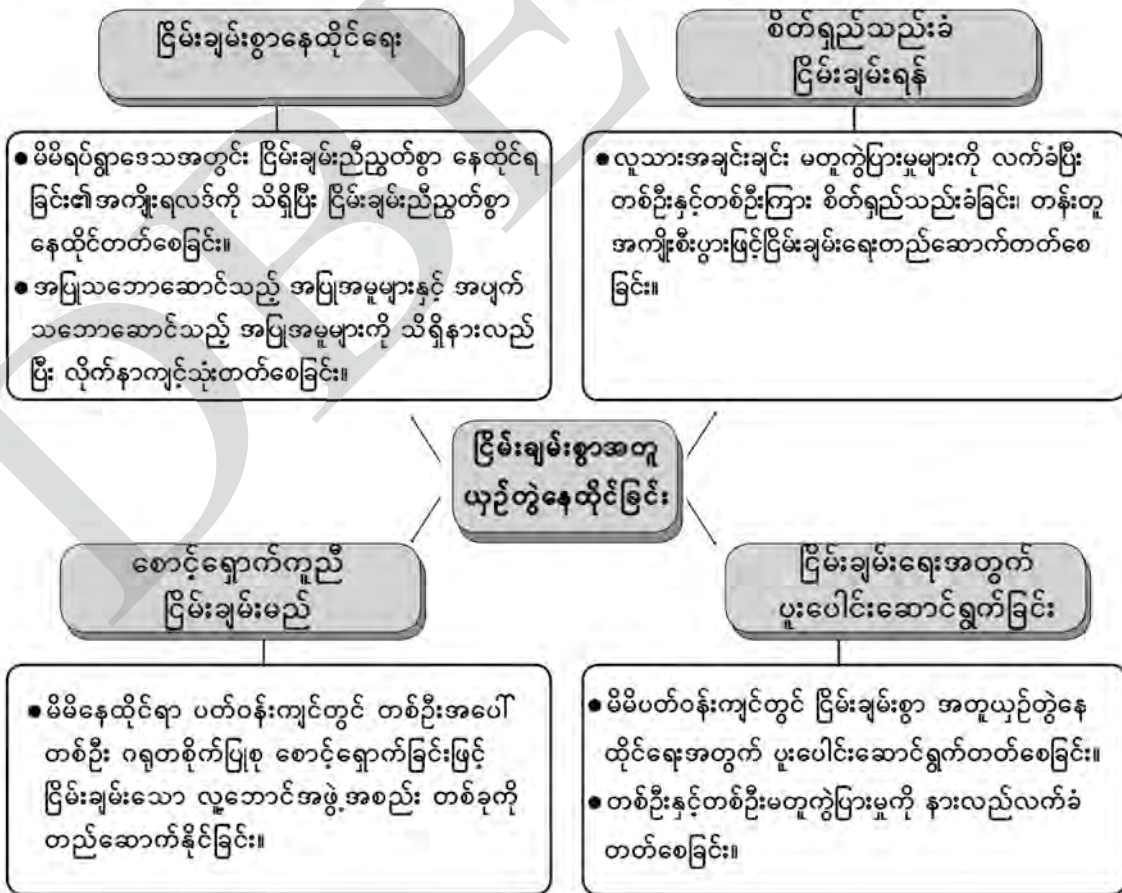 ငြိမ်းချမ်းစွာနေထိုင်ရေး
စိတ်ရှည်သည်းခံ
ငြိမ်းချမ်းရန်
● မိမိရပ်ရွာဒေသအတွင်း ငြိမ်းချမ်းညီညွတ်စွာ နေထိုင်ရ
ခြင်း၏အကျိုးရလဒ်ကို သိရှိပြီး ငြိမ်းချမ်းညီညွတ်စွာ
နေထိုင်တတ်စေခြင်း။
● အပြုသဘောဆောင်သည့် အပြုအမူများနှင့် အပျက်
သဘောဆောင်သည့် အပြုအမူများကို သိရှိနားလည်
ပြီး လိုက်နာကျင့်သုံးတတ်စေခြင်း။
● လူသားအချင်းချင်း မတူကွဲပြားမှုများကို လက်ခံပြီး
တစ်ဦးနှင့်တစ်ဦးကြား စိတ်ရှည်သည်းခံခြင်း၊ တန်းတူ
အကျိုးစီးပွားဖြင့်ငြိမ်းချမ်းရေးတည်ဆောက်တတ်စေ
ခြင်း။
ငြိမ်းချမ်းစွာအတူ
ယှဉ်တွဲနေထိုင်ခြင်း
စောင့်ရှောက်ကူညီ
ငြိမ်းချမ်းမည်
ငြိမ်းချမ်းရေးအတွက်
ပူးပေါင်းဆောင်ရွက်ခြင်း
● မိမိနေထိုင်ရာ ပတ်ဝန်းကျင်တွင် တစ်ဦးအပေါ်
တစ်ဦး ဂရုတစိုက်ပြုစု စောင့်ရှောက်ခြင်းဖြင့်
ငြိမ်းချမ်းသော လူ့ဘောင်အဖွဲ့အစည်း တစ်ခုကို
တည်ဆောက်နိုင်ခြင်း။
● မိမိပတ်ဝန်းကျင်တွင် ငြိမ်းချမ်းစွာ အတူယှဉ်တွဲနေ
ထိုင်ရေးအတွက် ပူးပေါင်းဆောင်ရွက်တတ်စေခြင်း။
● တစ်ဦးနှင့်တစ်ဦးမတူကွဲပြားမှုကို နားလည်လက်ခံ
တတ်စေခြင်း။
DBE